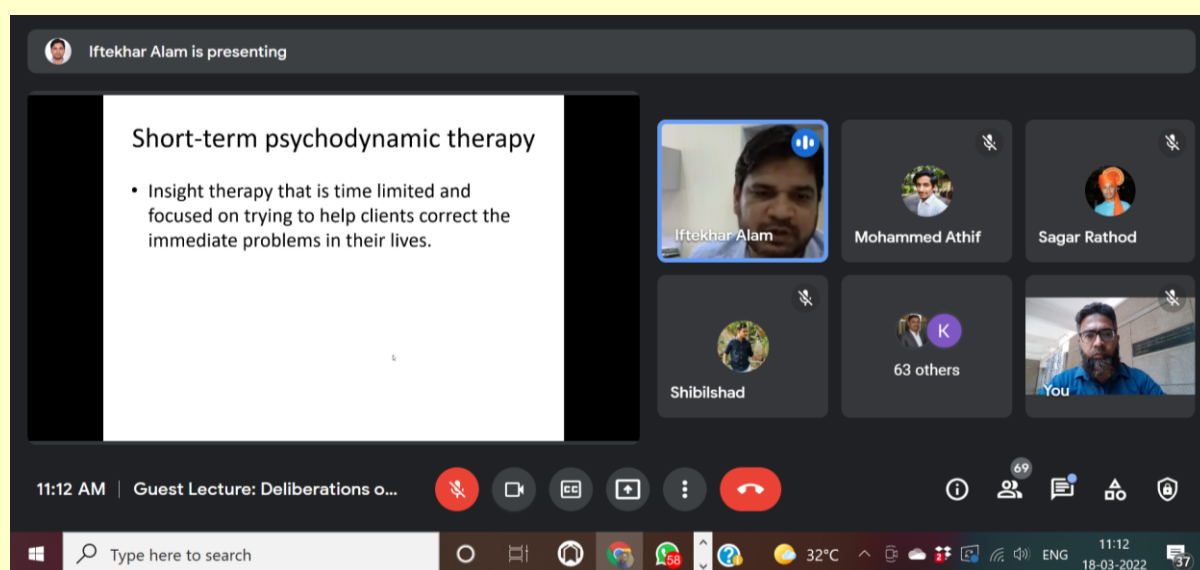 Iftekhar Alam is presenting
Short-term psychodynamic therapy
• Insight therapy that is time limited and
focused on trying to help clients correct the
immediate problems in their lives.
Iftekhar Alam
Mohammed Athif
Sagar Rathod
Shibilshad
K
63 others
You
11:12 AM | Guest Lecture: Deliberations o...
CC
69
Type here to search
58
32°C
2
ENG
11:12
18-03-2022
37